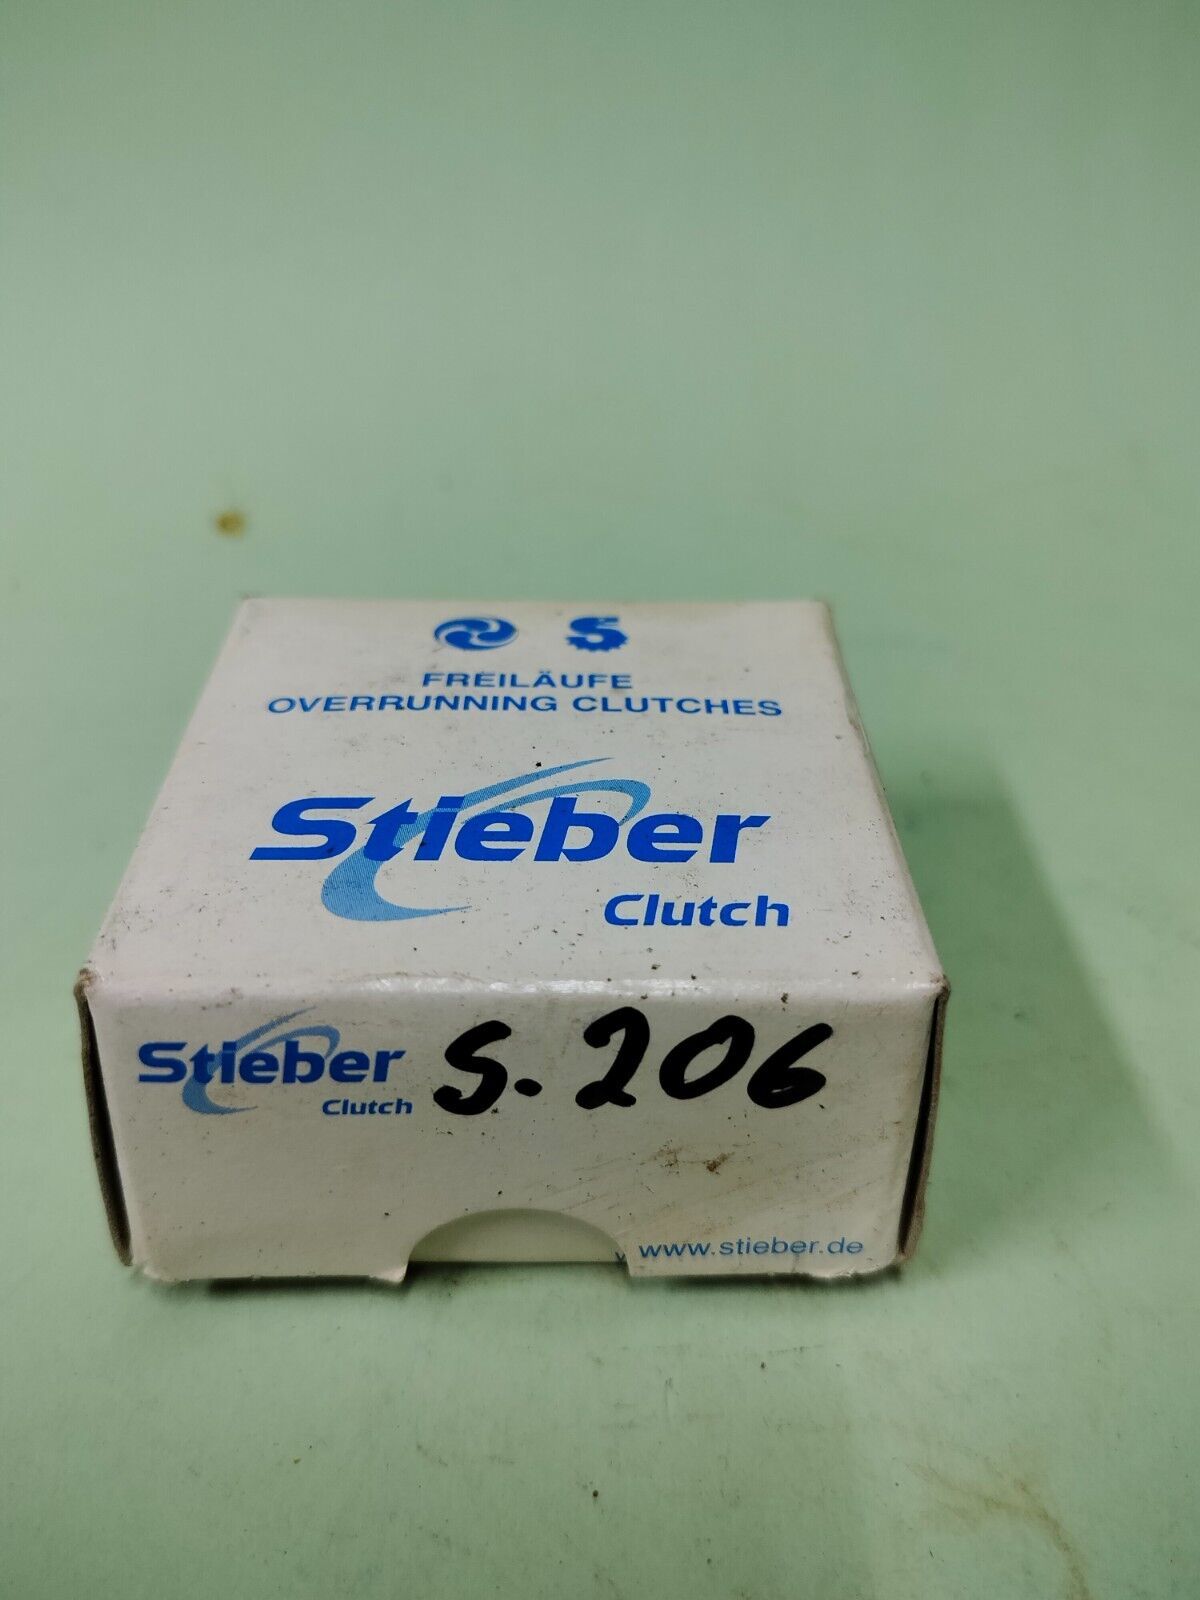 FREILÄUFE
OVERRUNNING CLUTCHES
Stieber
Clutch
Stieber
Clutch
S. 206
www.stieber.de